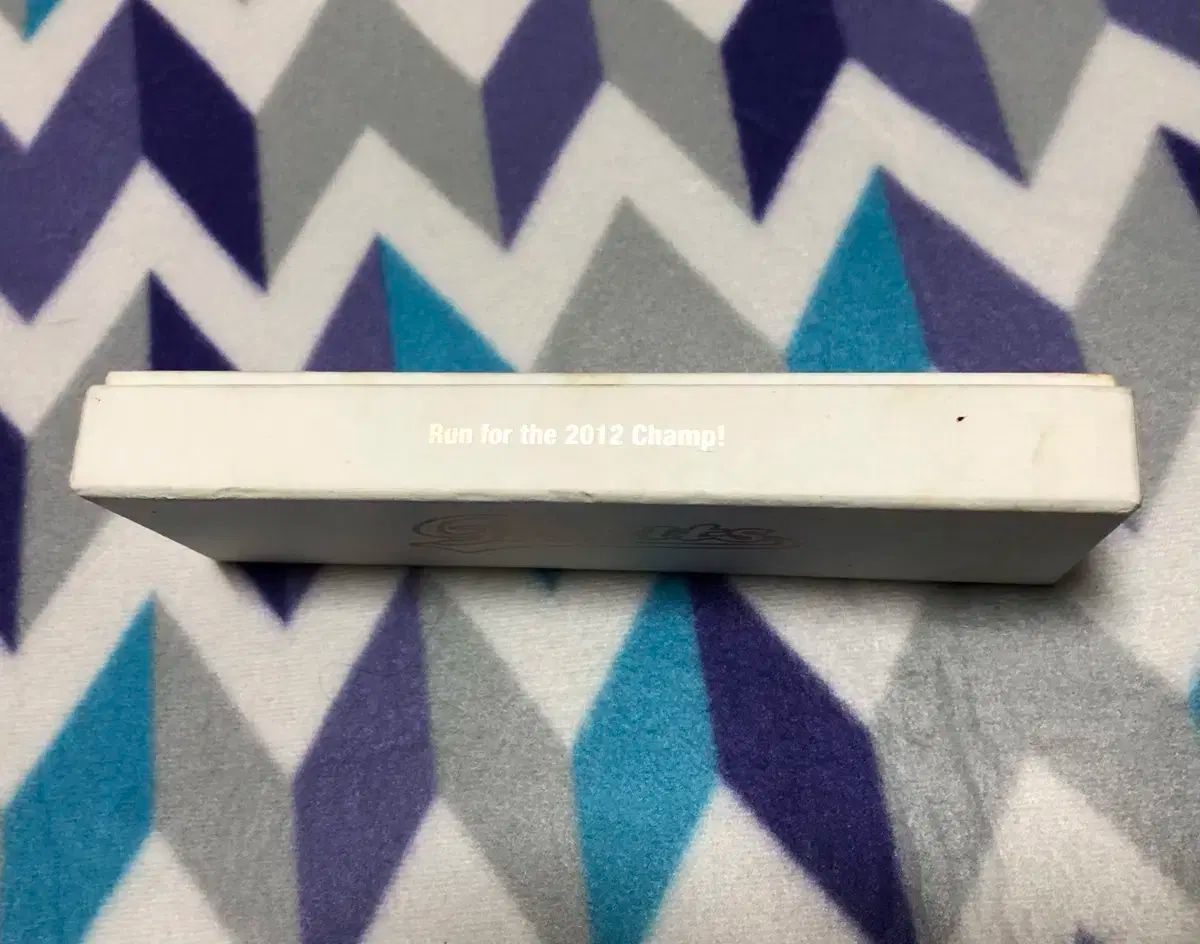 Run for the 2012 Champ!